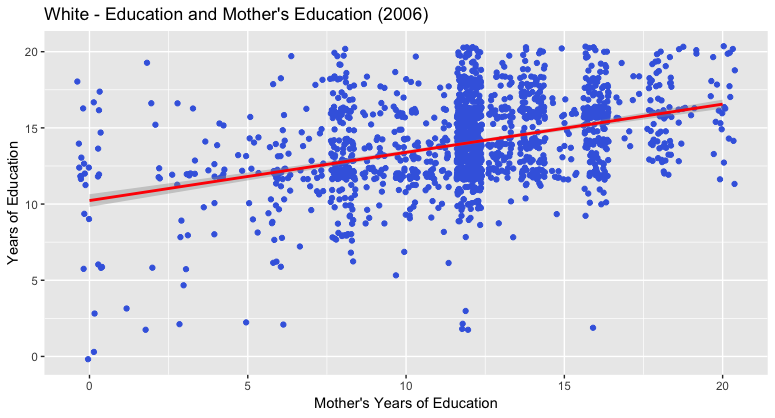 White - Education and Mother's Education (2006)
Years of Education
20
15
10
5
0
0 5 10 15 20
Mother's Years of Education